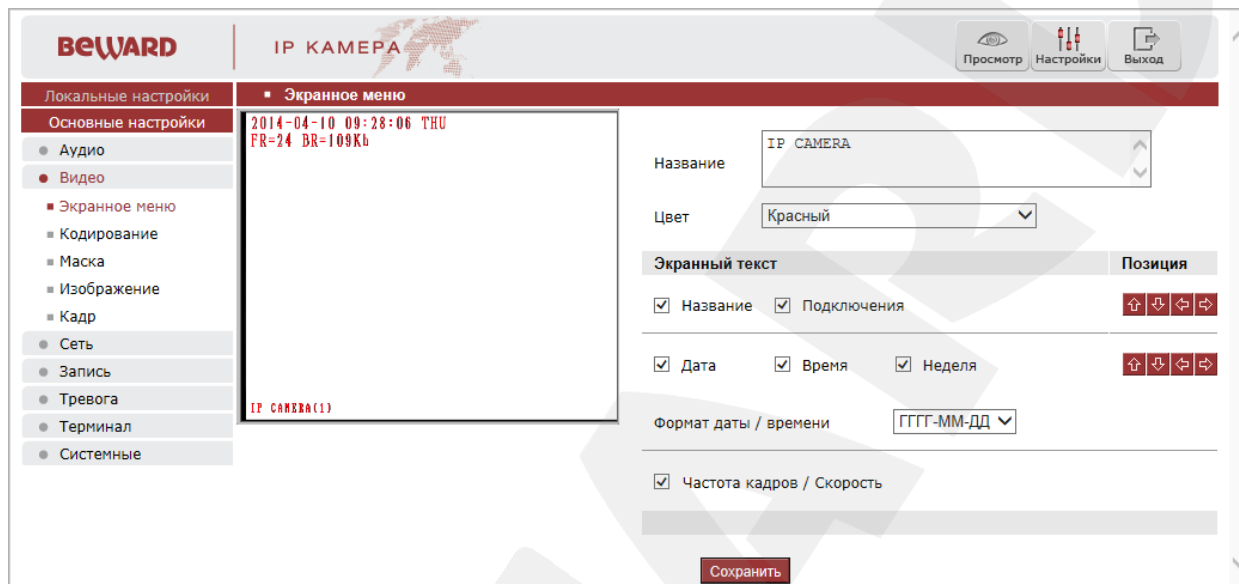 BEWARD
IP КАМЕРА
Просмотр
Настройки
Выход
Локальные настройки
Экранное меню
Основные настройки
Аудио
Видео
Экранное меню
Кодирование
Маска
Изображение
Кадр
Сеть
Запись
Тревога
Терминал
Системные
2014-04-10 09:28:06 THU
FR=24 BR=109Kb
IP CAMERA(1)
Название
IP CAMERA
Цвет
Красный
Экранный текст
Позиция
Название
Подключения
Дата
Время
Неделя
Формат даты / времени
ГГГГ-ММ-ДД
Частота кадров / Скорость
Сохранить